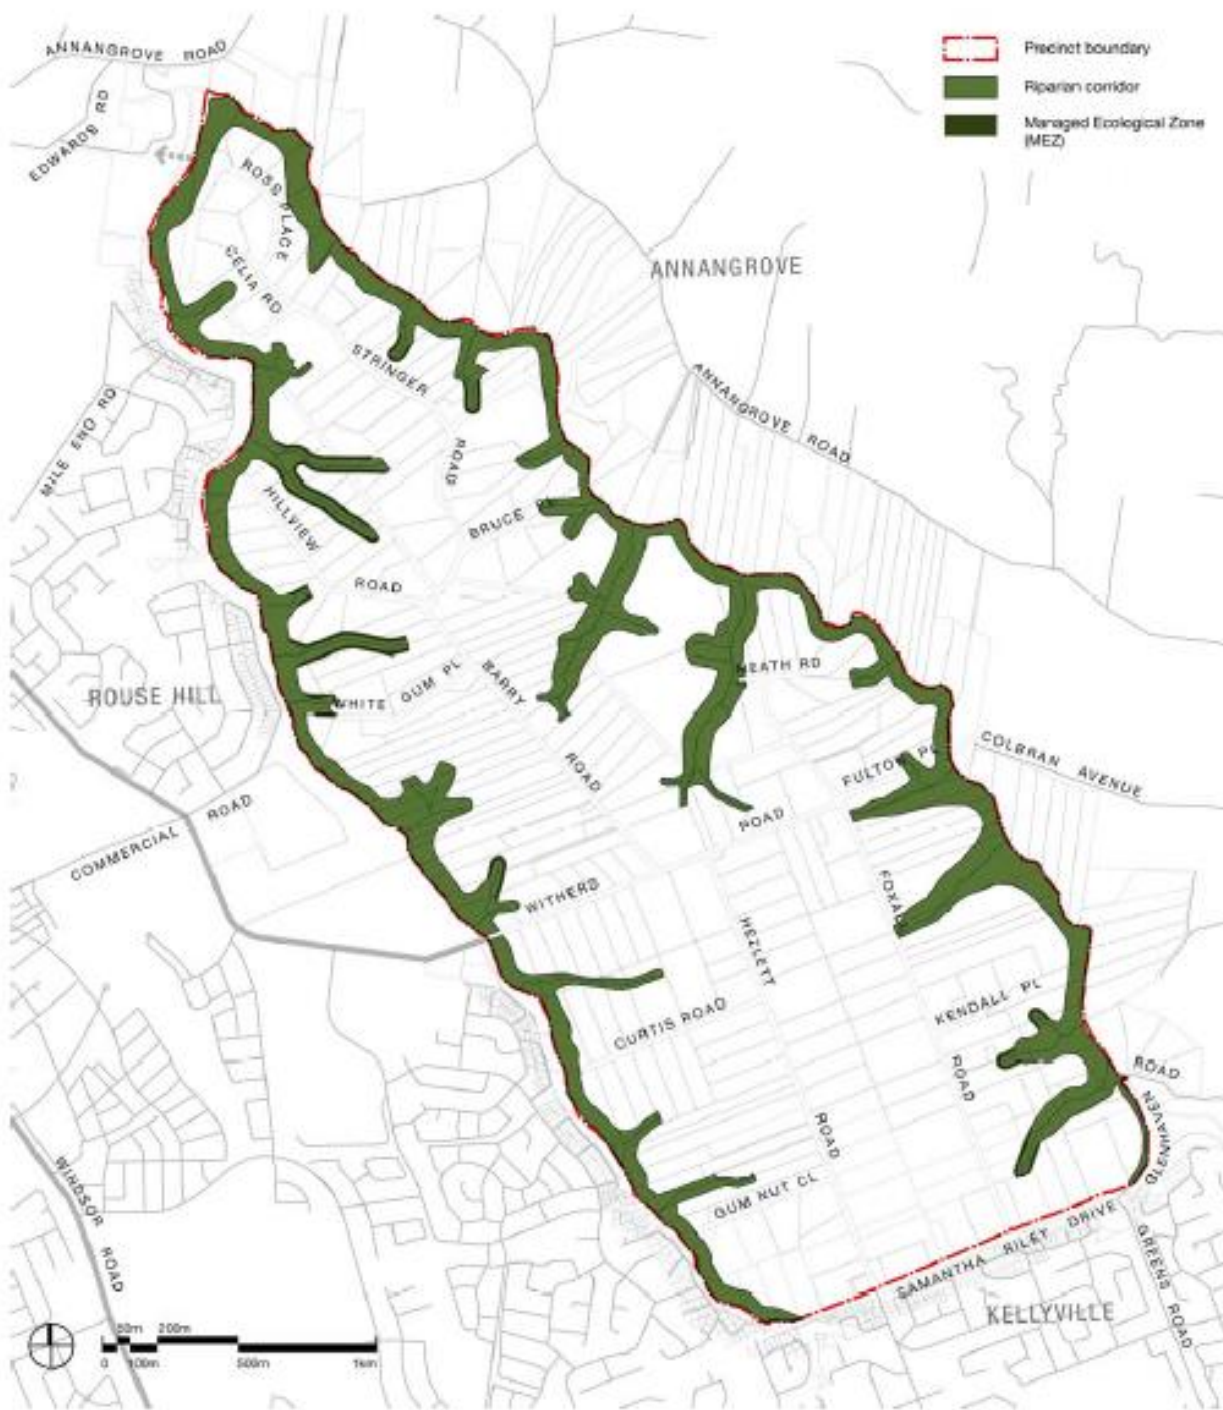 ANNANGROVE ROAD
Precinct boundary
Riparian corridor
Managed Ecological Zone
(MEZ)
EDWARDS RD
ROSS PLACE
CELIA RD
ANNANGROVE
STRINGER
ROAD
ANNANGROVE ROAD
MILE END RD
HILLVIEW
ROAD
BRUCE
ROUSE HILL
WHITE GUM PL
BARRY
ROAD
HEATH RD
COLBRAN AVENUE
FULTON PL
COMMERCIAL ROAD
WITHERS
ROAD
HEZLETT
ROAD
FOXALL
ROAD
CURTIS ROAD
KENDALL PL
ROAD
GLENHAVEN
GUM NUT CL
WINDSOR ROAD
SAMANTHA RILEY DRIVE
GREENS ROAD
KELLYVILLE
50m 200m
0 100m 500m 1km